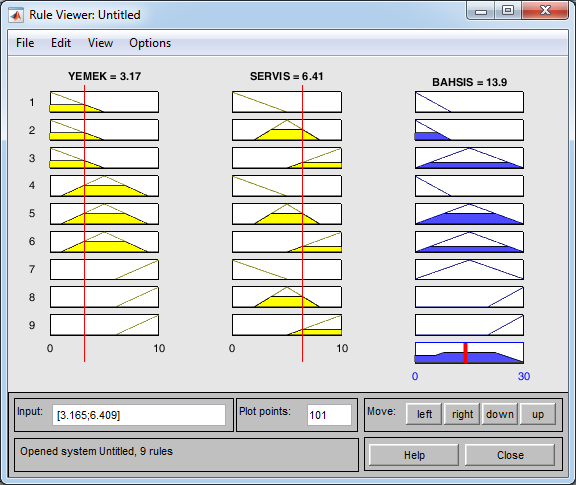 Rule Viewer: Untitled
File Edit View Options
YEMEK = 3.17 SERVIS = 6.41 BAHSIS = 13.9
1
2
3
4
5
6
7
8
9
0 10 0 10
0 30
Input: [3.165;6.409] Plot points: 101 Move: left right down up
Opened system Untitled, 9 rules Help Close